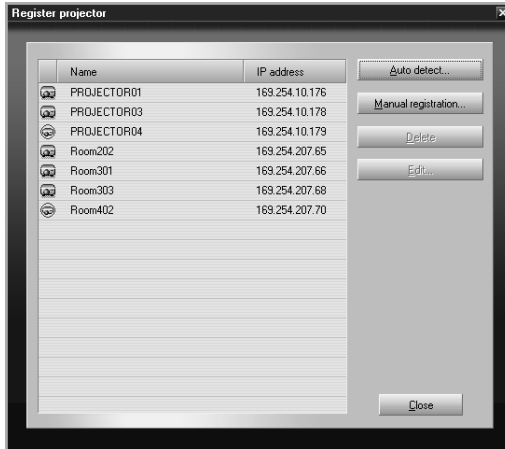 Register projector
Name IP address
PROJECTOR01 169.254.10.176
PROJECTOR03 169.254.10.178
PROJECTOR04 169.254.10.179
Room202 169.254.207.65
Room301 169.254.207.66
Room303 169.254.207.68
Room402 169.254.207.70
Auto detect...
Manual registration...
Delete
Edit...
Close